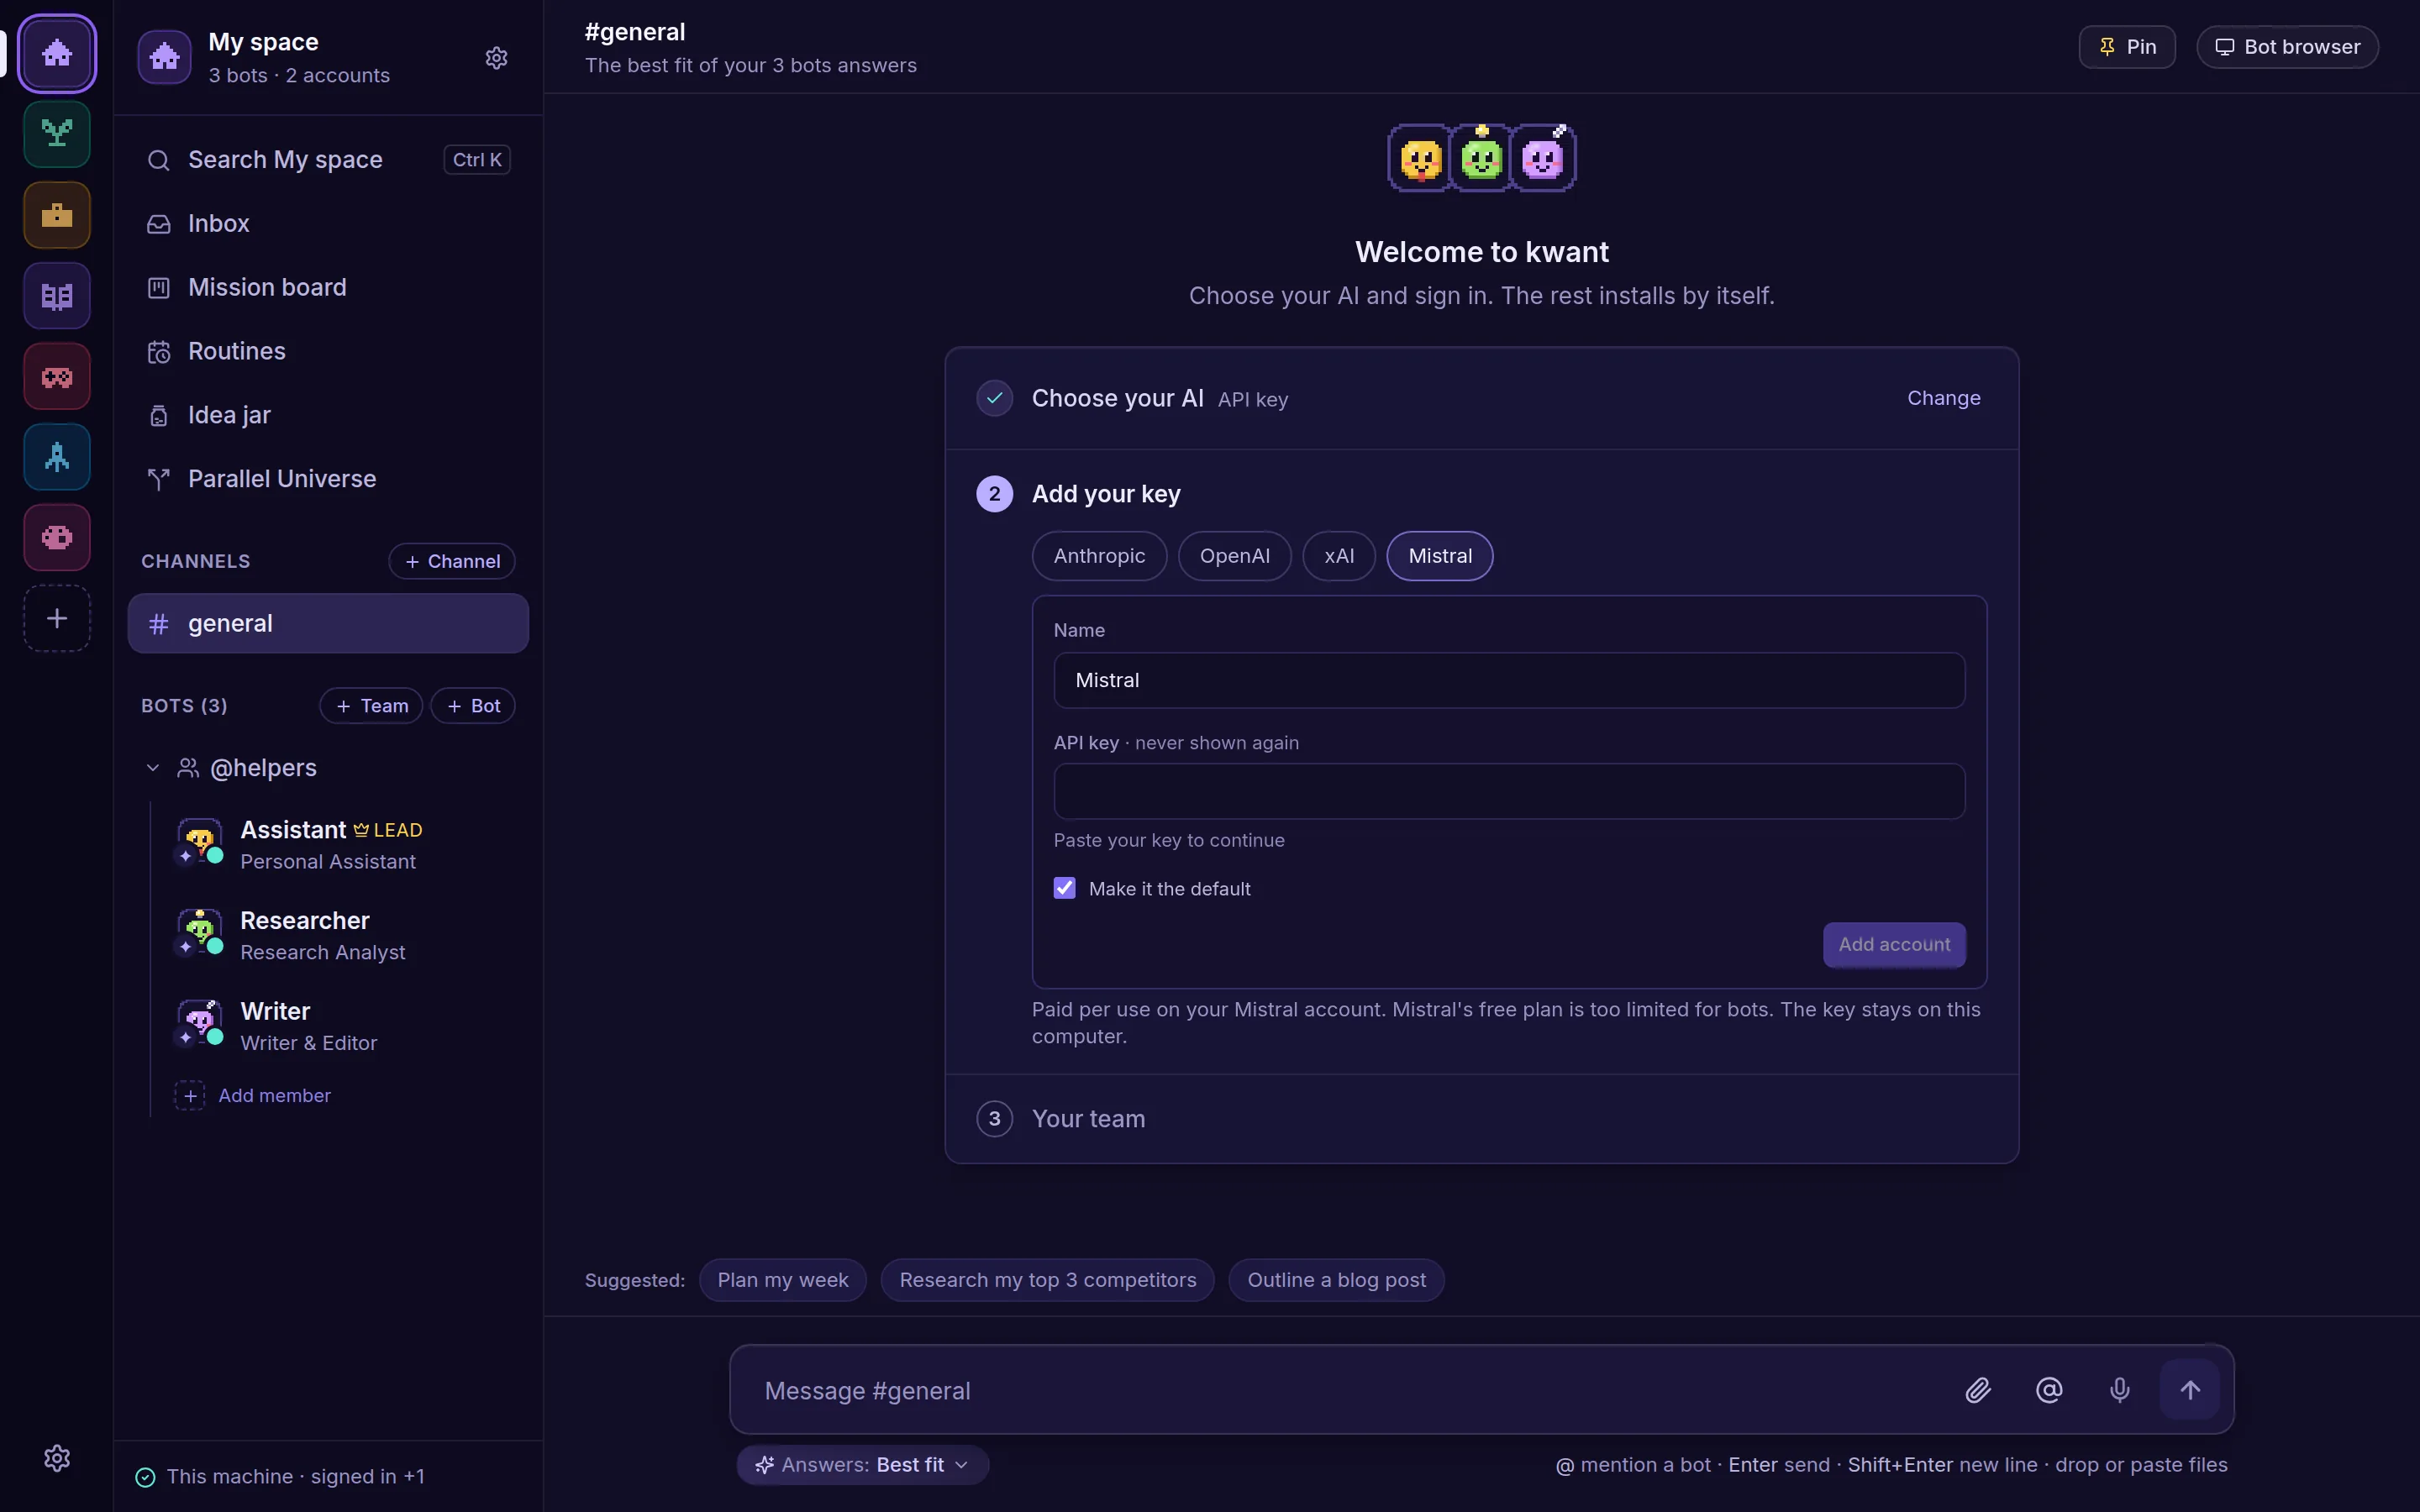 My space
3 bots · 2 accounts
Search My space
Ctrl K
Inbox
Mission board
Routines
Idea jar
Parallel Universe
CHANNELS
+ Channel
# general
BOTS (3)
+ Team
+ Bot
@helpers
Assistant LEAD
Personal Assistant
Researcher
Research Analyst
Writer
Writer & Editor
+ Add member
This machine · signed in +1
#general
The best fit of your 3 bots answers
Pin
Bot browser
Welcome to kwant
Choose your AI and sign in. The rest installs by itself.
Choose your AI API key
Change
2 Add your key
Anthropic
OpenAI
xAI
Mistral
Name
Mistral
API key · never shown again
Paste your key to continue
Make it the default
Add account
Paid per use on your Mistral account. Mistral's free plan is too limited for bots. The key stays on this
computer.
3 Your team
Suggested:
Plan my week
Research my top 3 competitors
Outline a blog post
Message #general
Answers: Best fit
@ mention a bot · Enter send · Shift+Enter new line · drop or paste files